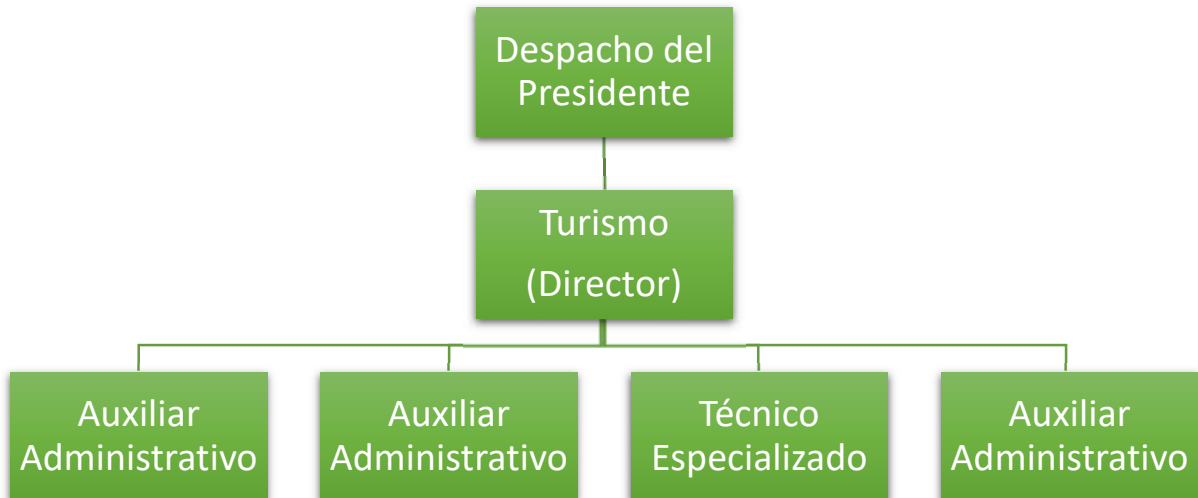 Despacho del
Presidente
Turismo
(Director)
Auxiliar
Administrativo
Auxiliar
Administrativo
Técnico
Especializado
Auxiliar
Administrativo